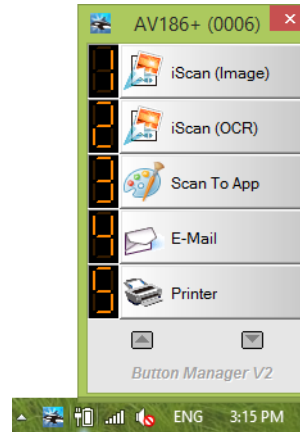 AV186+ (0006)
1 iScan (Image)
2 iScan (OCR)
3 Scan To App
4 E-Mail
5 Printer
Button Manager V2
ENG 3:15 PM